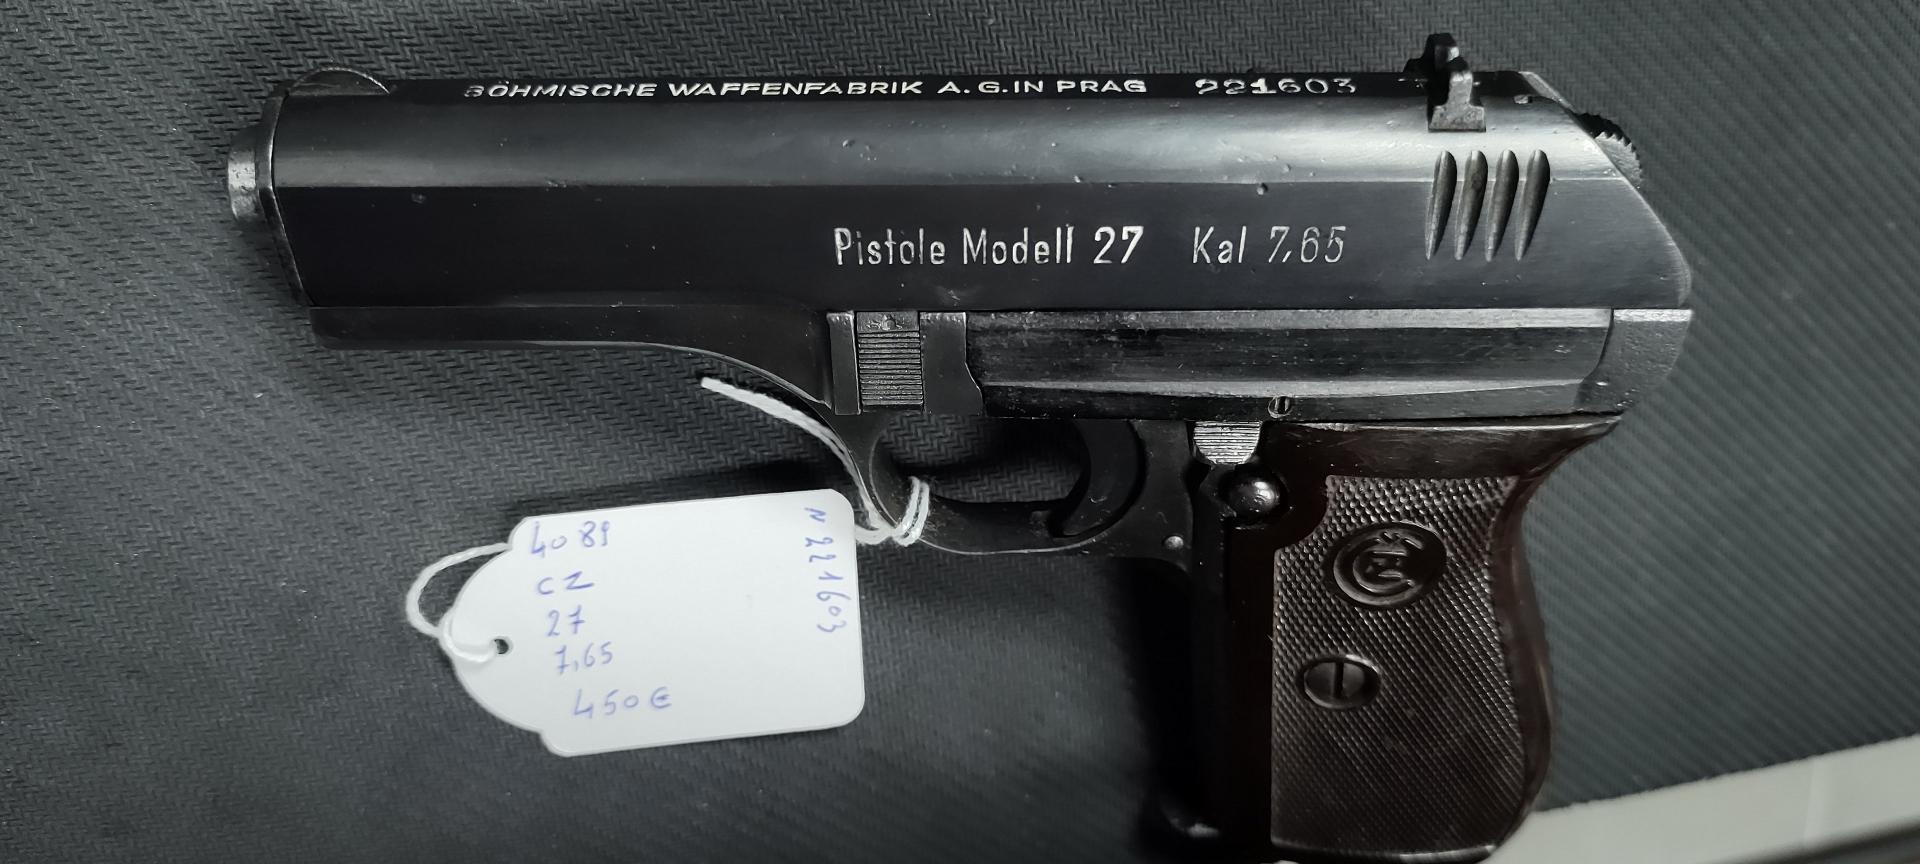 BÖHMISCHE WAFFENFABRIK A.G. IN PRAG 221603
Pistole Modell 27 Kal 7,65
4089
CZ
27
7,65
450€
N 221603